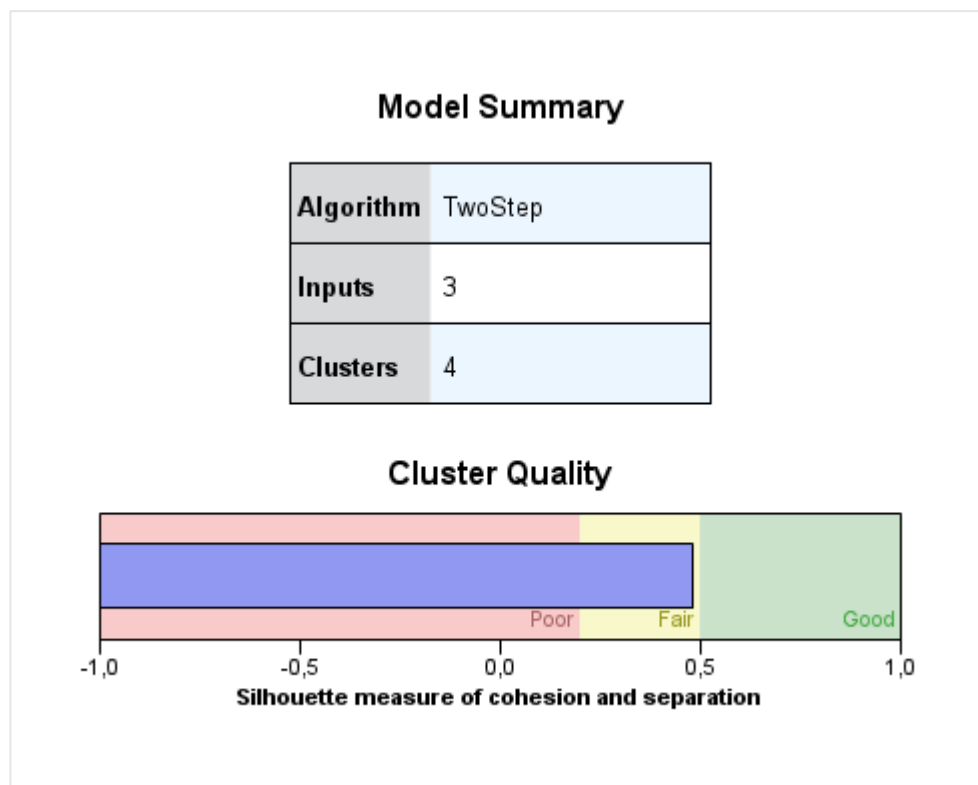 Model Summary
Algorithm TwoStep
Inputs 3
Clusters 4
Cluster Quality
Poor Fair Good
-1,0 -0,5 0,0 0,5 1,0
Silhouette measure of cohesion and separation